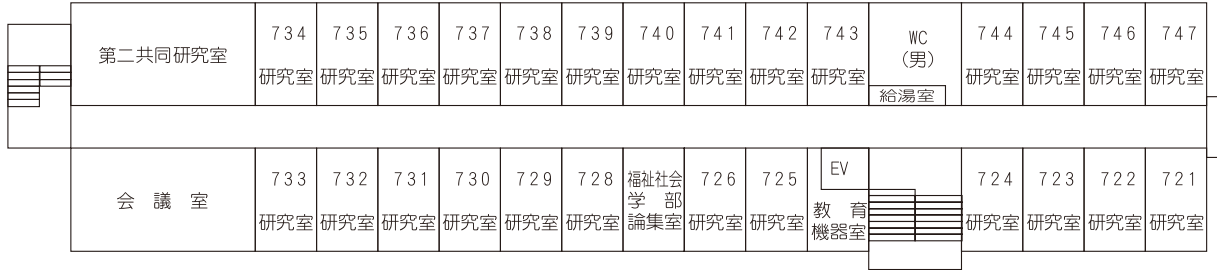 第二共同研究室
734
研究室
735
研究室
736
研究室
737
研究室
738
研究室
739
研究室
740
研究室
741
研究室
742
研究室
743
研究室
WC
(男)
給湯室
744
研究室
745
研究室
746
研究室
747
研究室
会議室
733
研究室
732
研究室
731
研究室
730
研究室
729
研究室
728
研究室
福祉社会
学部
論集室
726
研究室
725
研究室
EV
教育
機器室
724
研究室
723
研究室
722
研究室
721
研究室